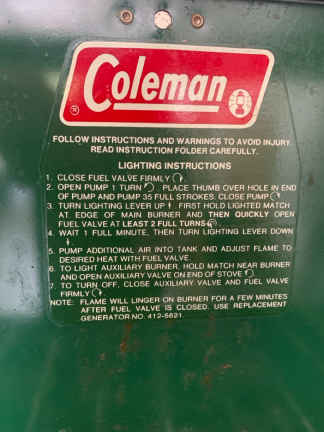 Coleman
®
FOLLOW INSTRUCTIONS AND WARNINGS TO AVOID INJURY.
READ INSTRUCTION FOLDER CAREFULLY.
LIGHTING INSTRUCTIONS
1. CLOSE FUEL VALVE FIRMLY
2. OPEN PUMP 1 TURN . PLACE THUMB OVER HOLE IN END
OF PUMP AND PUMP 35 FULL STROKES. CLOSE PUMP
3. TURN LIGHTING LEVER UP ↑. FIRST HOLD LIGHTED MATCH
AT EDGE OF MAIN BURNER AND THEN QUICKLY OPEN
FUEL VALVE AT LEAST 2 FULL TURNS
4. WAIT 1 FULL MINUTE, THEN TURN LIGHTING LEVER DOWN
↓
5. PUMP ADDITIONAL AIR INTO TANK AND ADJUST FLAME TO
DESIRED HEAT WITH FUEL VALVE.
6. TO LIGHT AUXILIARY BURNER, HOLD MATCH NEAR BURNER
AND OPEN AUXILIARY VALVE ON END OF STOVE
7. TO TURN OFF, CLOSE AUXILIARY VALVE AND FUEL VALVE
FIRMLY
NOTE: FLAME WILL LINGER ON BURNER FOR A FEW MINUTES
AFTER FUEL VALVE IS CLOSED. USE REPLACEMENT
GENERATOR NO. 412-5621.